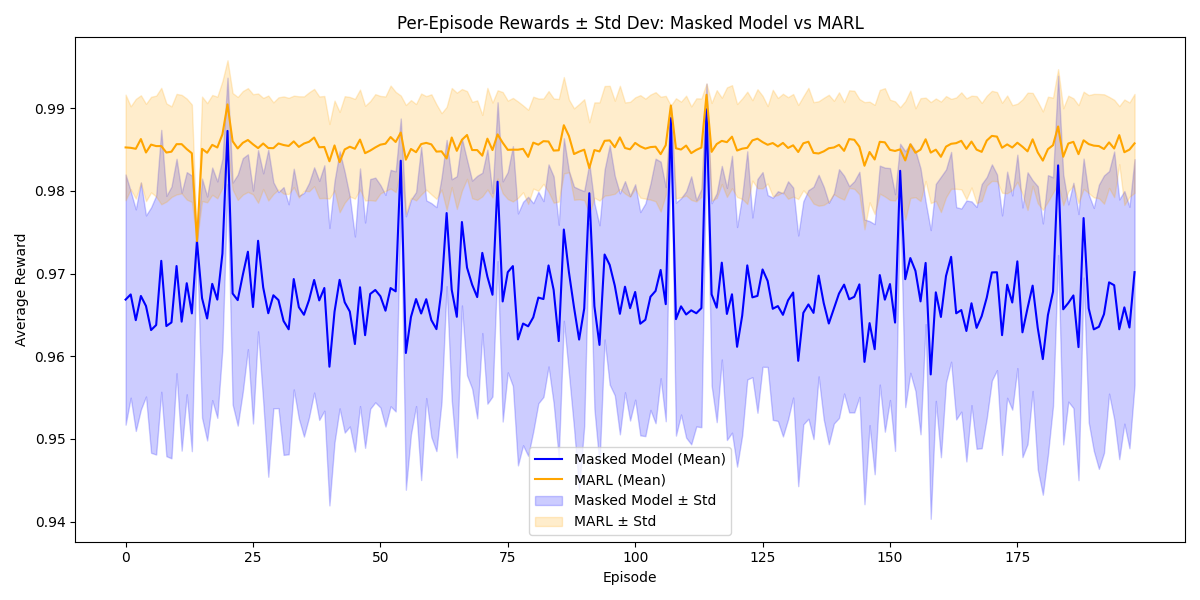 Per-Episode Rewards ± Std Dev: Masked Model vs MARL
Average Reward
0.99
0.98
0.97
0.96
0.95
0.94
Masked Model (Mean)
MARL (Mean)
Masked Model ± Std
MARL ± Std
0 25 50 75 100 125 150 175
Episode